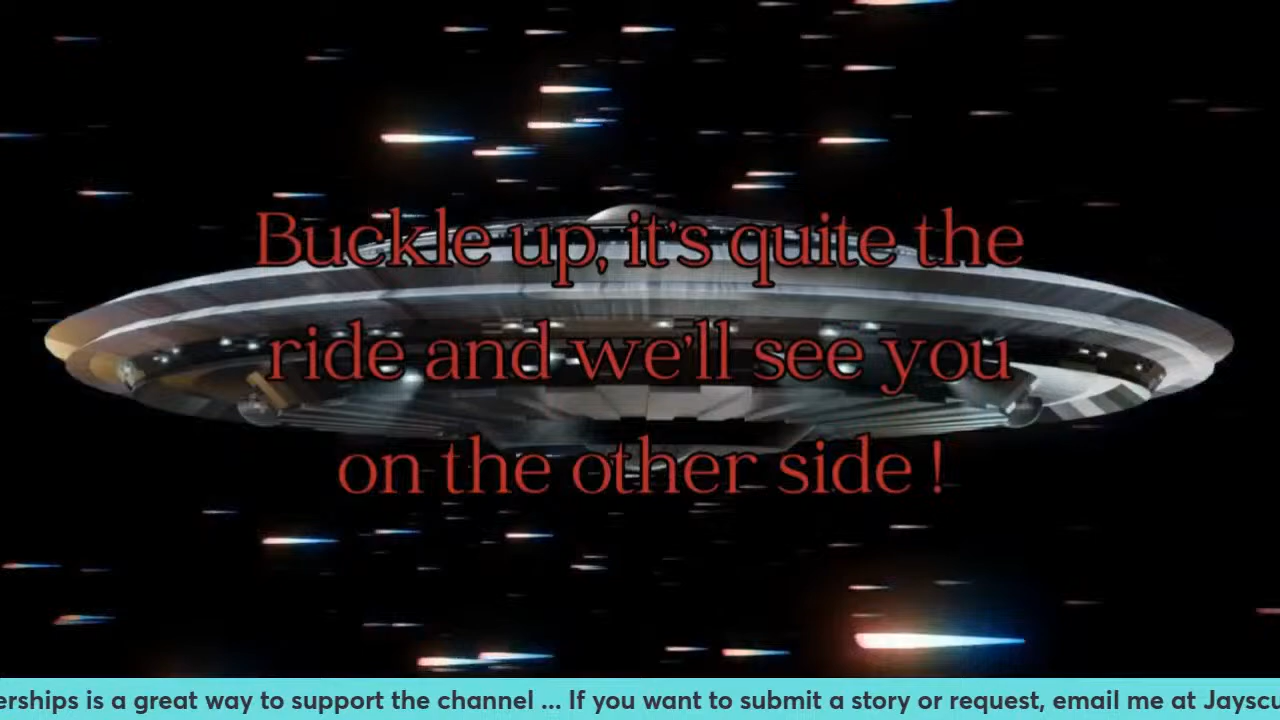 Buckle up, it's quite the
ride and we'll see you
on the other side !
erships is a great way to support the channel ... If you want to submit a story or request, email me at Jayscu